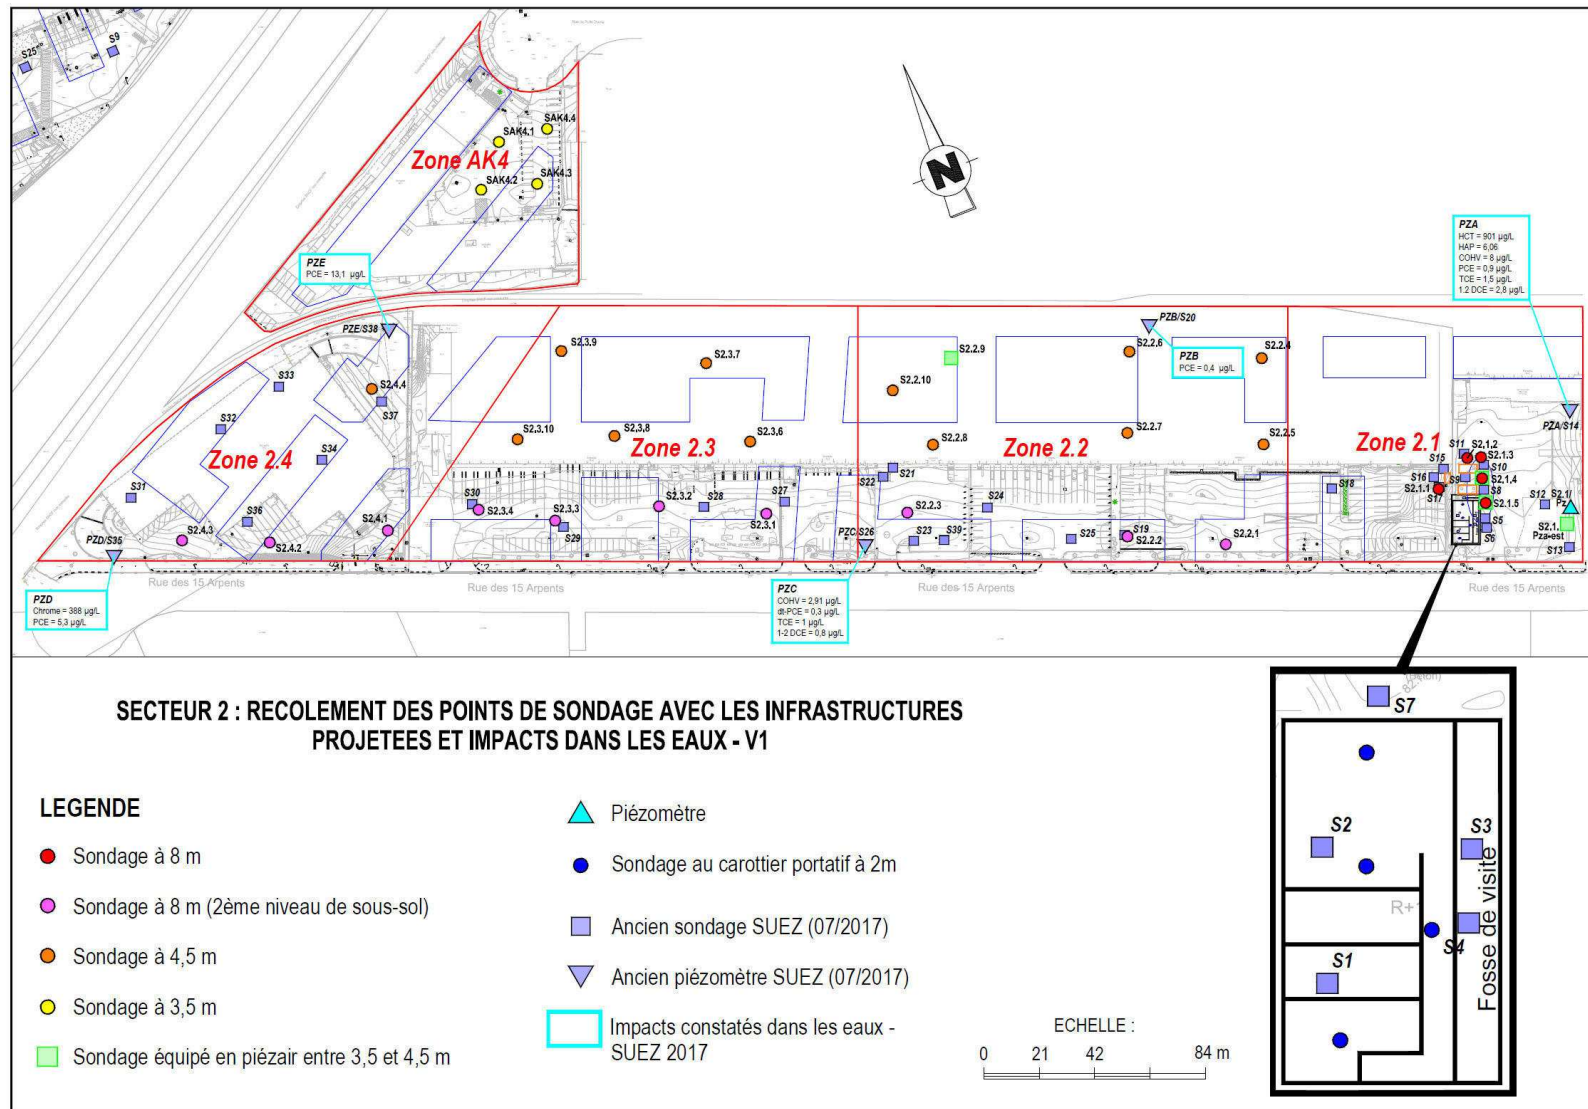 S25
S9
SAK4.1
SAK4.4
Zone AK4
SAK4.2
SAK4.3
N
PZE
PCE = 13,1 µg/L
PZE/S38
PZA
HCT = 901 µg/L
HAP = 6,06
COHV = 8 µg/L
PCE = 0,9 µg/L
TCE = 1,5 µg/L
1.2 DCE = 2,8 µg/L
PZB/S20
PZB
PCE = 0,4 µg/L
S2.3.9
S2.3.7
S2.2.9
S2.2.6
S2.2.4
S33
S2.4.4
S37
S2.2.10
PZA/S14
S32
S34
Zone 2.4
S2.3.10
S2.3.8
S2.3.6
Zone 2.3
S2.2.8
Zone 2.2
S2.2.7
S2.2.5
Zone 2.1
S11
S2.1.2
S2.1.3
S15
S10
S16
S9
S2.1.4
S2.1.1
S17
S8
S2.1.5
S5
S6
S12
S2.1/
Pz
S2.1.
Pza-est
S13
S31
S36
S2.4.3
S2.4.2
S2.4.1
PZD/S35
S30
S2.3.4
S2.3.3
S29
S2.3.2
S28
S2.3.1
S27
S22
S21
S2.2.3
S24
PZC/S26
S23
S39
S25
S19
S2.2.2
S2.2.1
S18
Rue des 15 Arpents
Rue des 15 Arpents
Rue des 15 Arpents
Rue des 15 Arpents
PZD
Chrome = 388 µg/L
PCE = 5,3 µg/L
PZC
COHV = 2,91 µg/L
dt-PCE = 0,3 µg/L
TCE = 1 µg/L
1-2 DCE = 0,8 µg/L
SECTEUR 2 : RECOLEMENT DES POINTS DE SONDAGE AVEC LES INFRASTRUCTURES
PROJETEES ET IMPACTS DANS LES EAUX - V1
LEGENDE
Sondage à 8 m
Sondage à 8 m (2ème niveau de sous-sol)
Sondage à 4,5 m
Sondage à 3,5 m
Sondage équipé en piézair entre 3,5 et 4,5 m
Piézomètre
Sondage au carottier portatif à 2m
Ancien sondage SUEZ (07/2017)
Ancien piézomètre SUEZ (07/2017)
Impacts constatés dans les eaux -
SUEZ 2017
ECHELLE :
0 21 42 84 m
S7
S2
S3
S4
S1
Fosse de visite